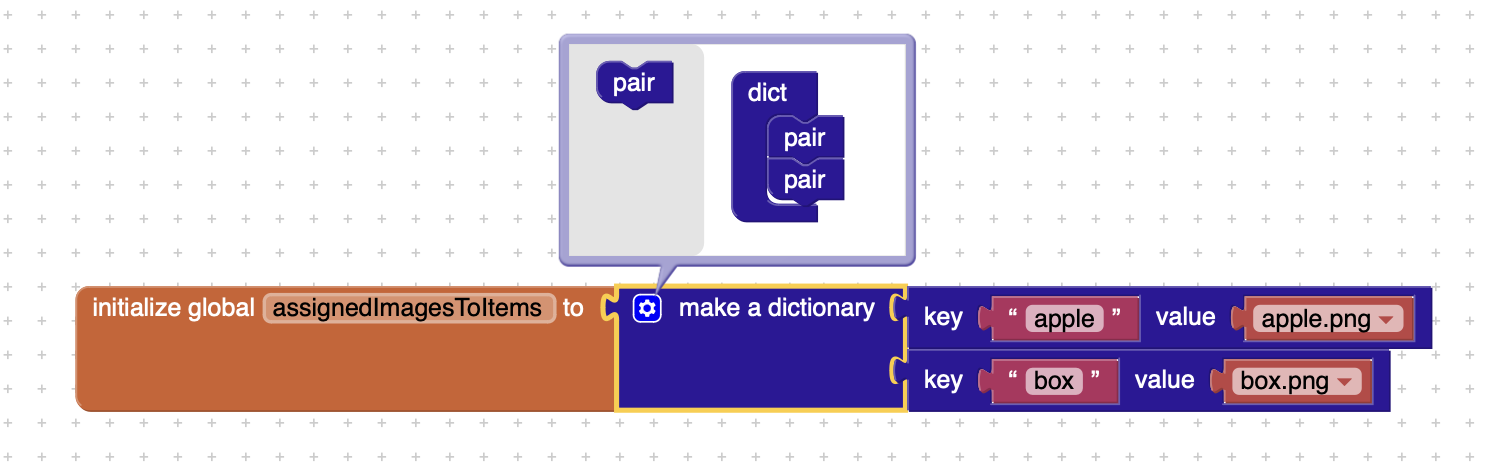 pair
dict
pair
pair
initialize global assignedImagesToItems to make a dictionary key “ apple ” value apple.png
key “ box ” value box.png